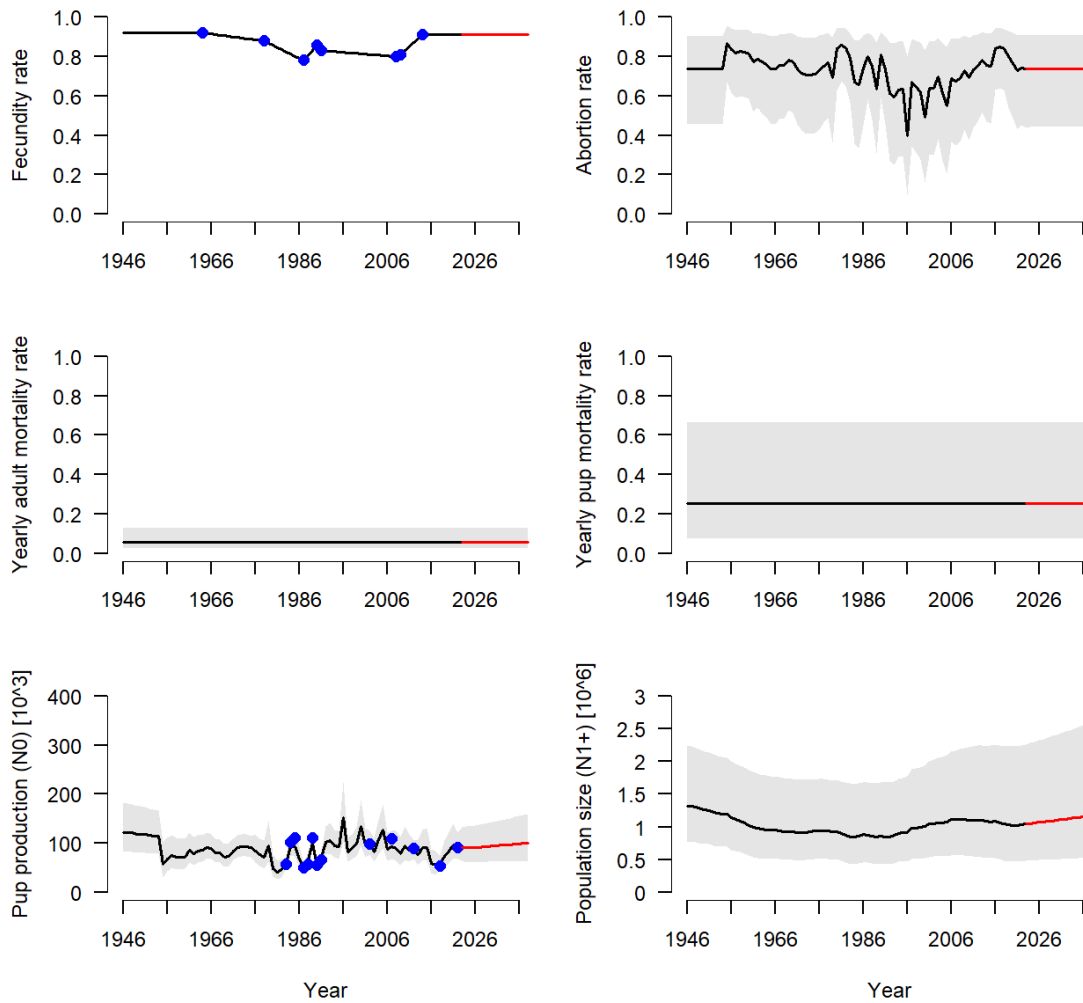 Fecundity rate
1.0
0.8
0.6
0.4
0.2
0.0
1946 1966 1986 2006 2026
Abortion rate
1.0
0.8
0.6
0.4
0.2
0.0
1946 1966 1986 2006 2026
Yearly adult mortality rate
1.0
0.8
0.6
0.4
0.2
0.0
1946 1966 1986 2006 2026
Yearly pup mortality rate
1.0
0.8
0.6
0.4
0.2
0.0
1946 1966 1986 2006 2026
Pup production (N0) [10^3]
400
300
200
100
0
1946 1966 1986 2006 2026
Year
Population size (N1+) [10^6]
3
2.5
2
1.5
1
0.5
0
1946 1966 1986 2006 2026
Year